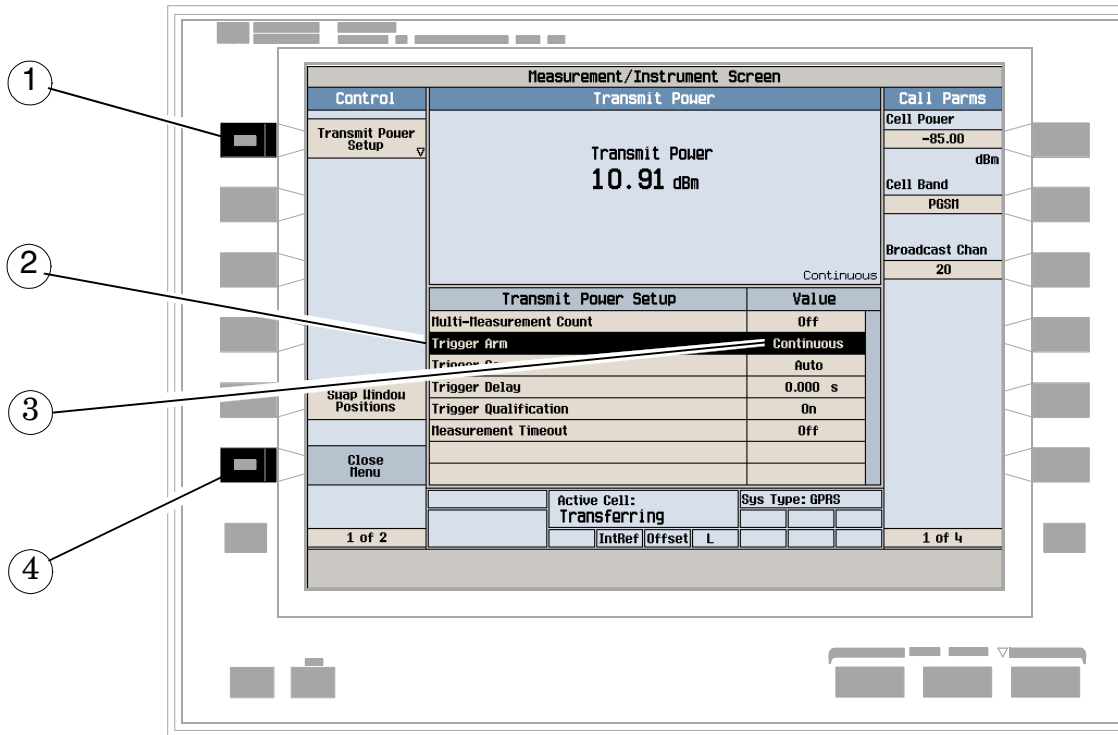 Measurement/Instrument Screen
Control
Transmit Power
Call Parms
1
Transmit Power
Setup
Transmit Power
10.91 dBm
Cell Power
-85.00
dBm
Cell Band
PGSM
Broadcast Chan
20
Continuous
2
Transmit Power Setup
Value
Multi-Measurement Count
Off
Trigger Arm
Continuous
Trigger
Auto
Trigger Delay
0.000 s
Trigger Qualification
On
Measurement Timeout
Off
3
Swap Window
Positions
Close
Menu
4
Active Cell:
Transferring
Sys Type: GPRS
1 of 2
IntRef
Offset
L
1 of 4